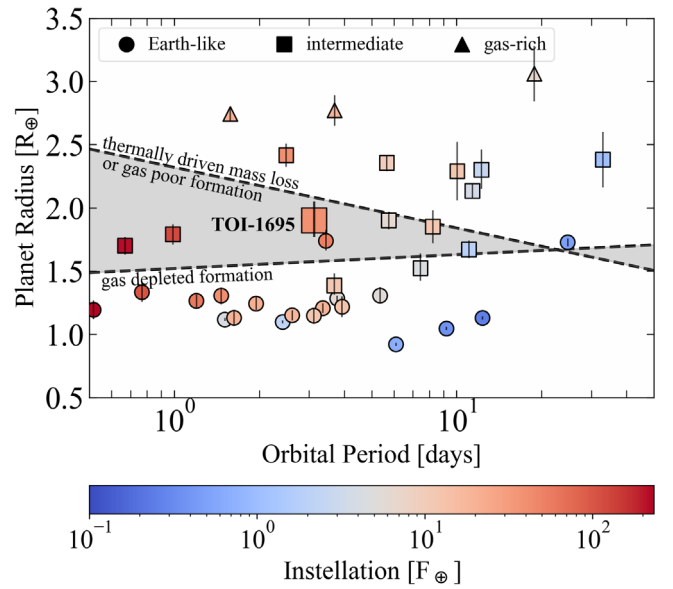 3.5
3.0
2.5
2.0
1.5
1.0
0.5
Planet Radius [R⊕]
Earth-like
intermediate
gas-rich
thermally driven mass loss
or gas poor formation
TOI-1695
gas depleted formation
10⁰
10¹
Orbital Period [days]
10⁻¹
10⁰
10¹
10²
Instellation [F⊕]